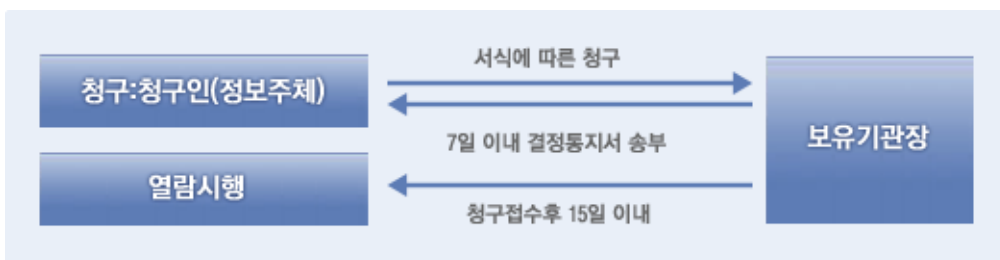 서식에 따른 청구
청구:청구인(정보주체)
7일 이내 결정통지서 송부
보유기관장
열람시행
청구접수후 15일 이내